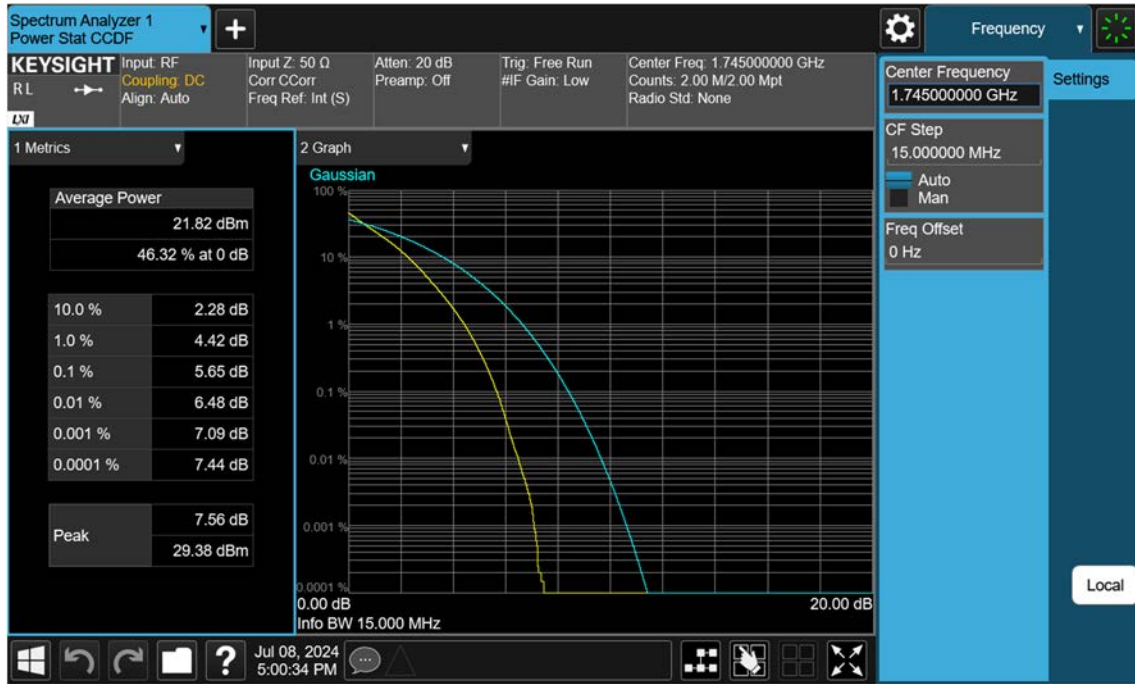 Spectrum Analyzer 1
Power Stat CCDF
+
Frequency
KEYSIGHT
RL
LXI
Input: RF
Coupling: DC
Align: Auto
Input Z: 50 Ω
Corr CCorr
Freq Ref: Int (S)
Atten: 20 dB
Preamp: Off
Trig: Free Run
#IF Gain: Low
Center Freq: 1.745000000 GHz
Counts: 2.00 M/2.00 Mpt
Radio Std: None
Center Frequency
1.745000000 GHz
Settings
CF Step
15.000000 MHz
Auto
Man
Freq Offset
0 Hz
Local
1 Metrics
Average Power
21.82 dBm
46.32 % at 0 dB
10.0 % 2.28 dB
1.0 % 4.42 dB
0.1 % 5.65 dB
0.01 % 6.48 dB
0.001 % 7.09 dB
0.0001 % 7.44 dB
Peak
7.56 dB
29.38 dBm
2 Graph
Gaussian
100 %
10 %
1 %
0.1 %
0.01 %
0.001 %
0.0001 %
0.00 dB
20.00 dB
Info BW 15.000 MHz
?
Jul 08, 2024
5:00:34 PM